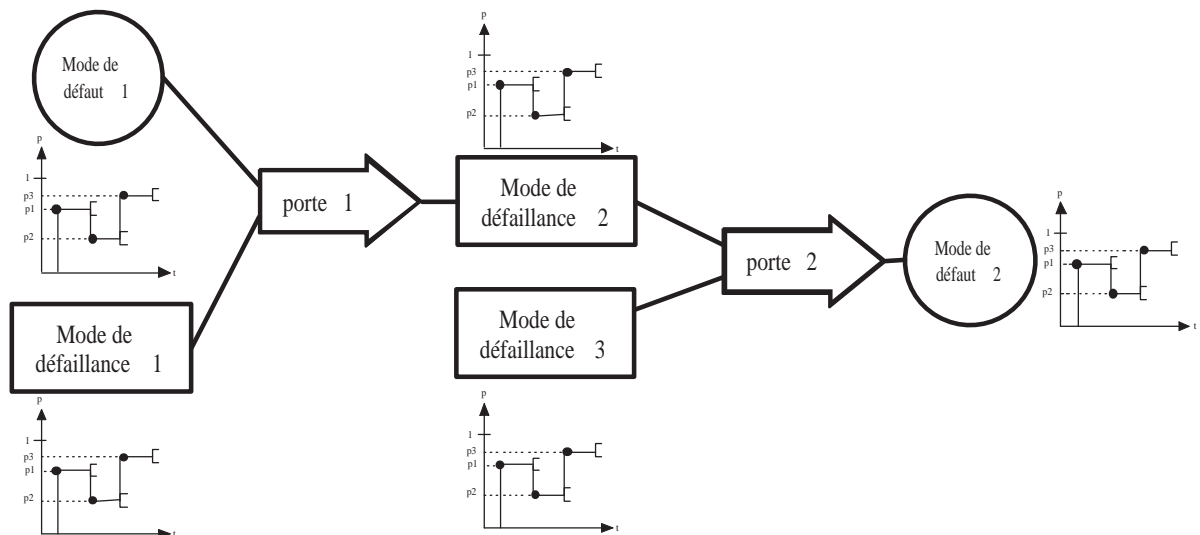 Mode de
défaut 1
p
1
p3
p1
p2
t
Mode de
défaillance 1
p
1
p3
p1
p2
t
porte 1
p
1
p3
p1
p2
t
Mode de
défaillance 2
Mode de
défaillance 3
p
1
p3
p1
p2
t
porte 2
Mode de
défaut 2
p
1
p3
p1
p2
t